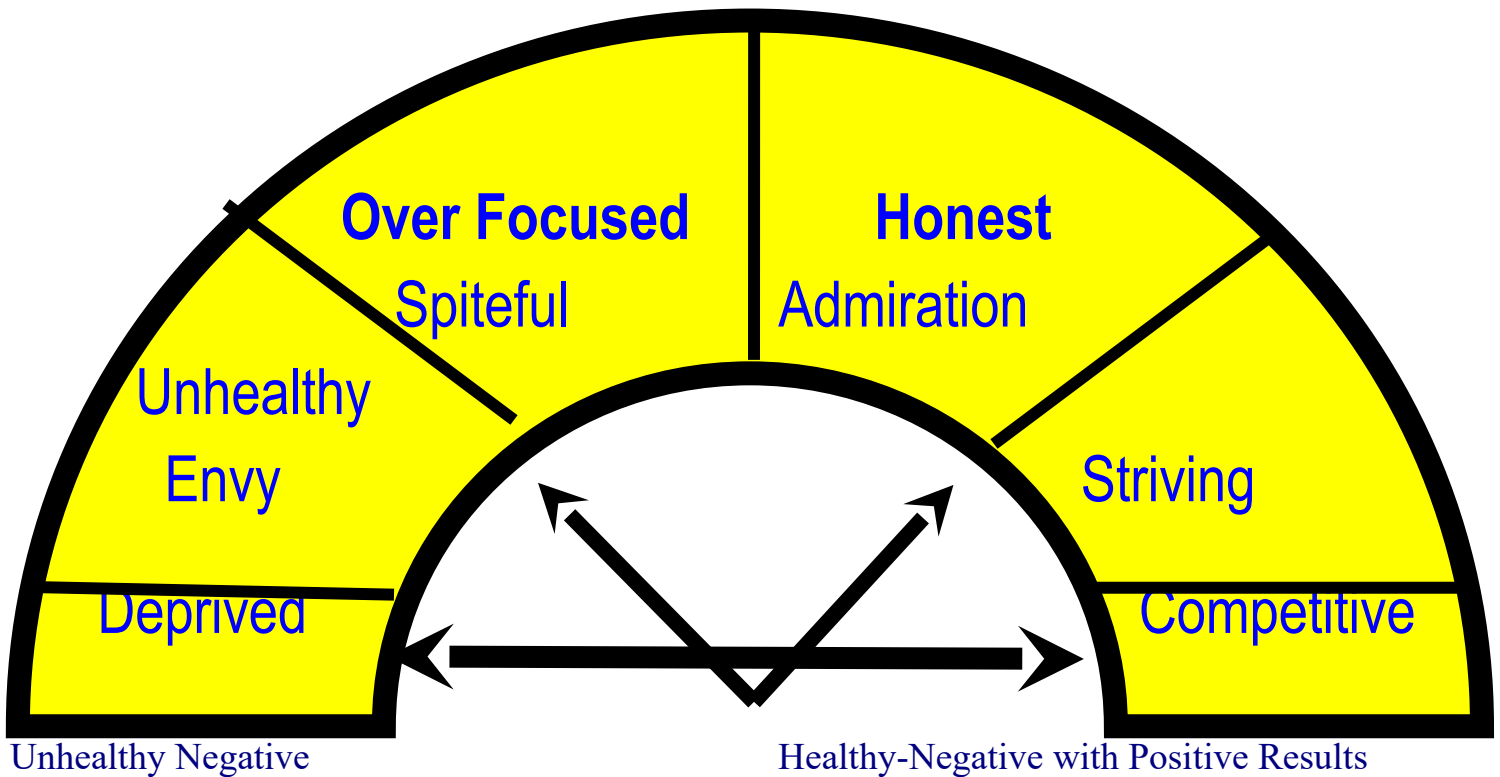 Over Focused
Honest
Spiteful
Admiration
Unhealthy
Envy
Striving
Deprived
Competitive
Unhealthy Negative
Healthy-Negative with Positive Results